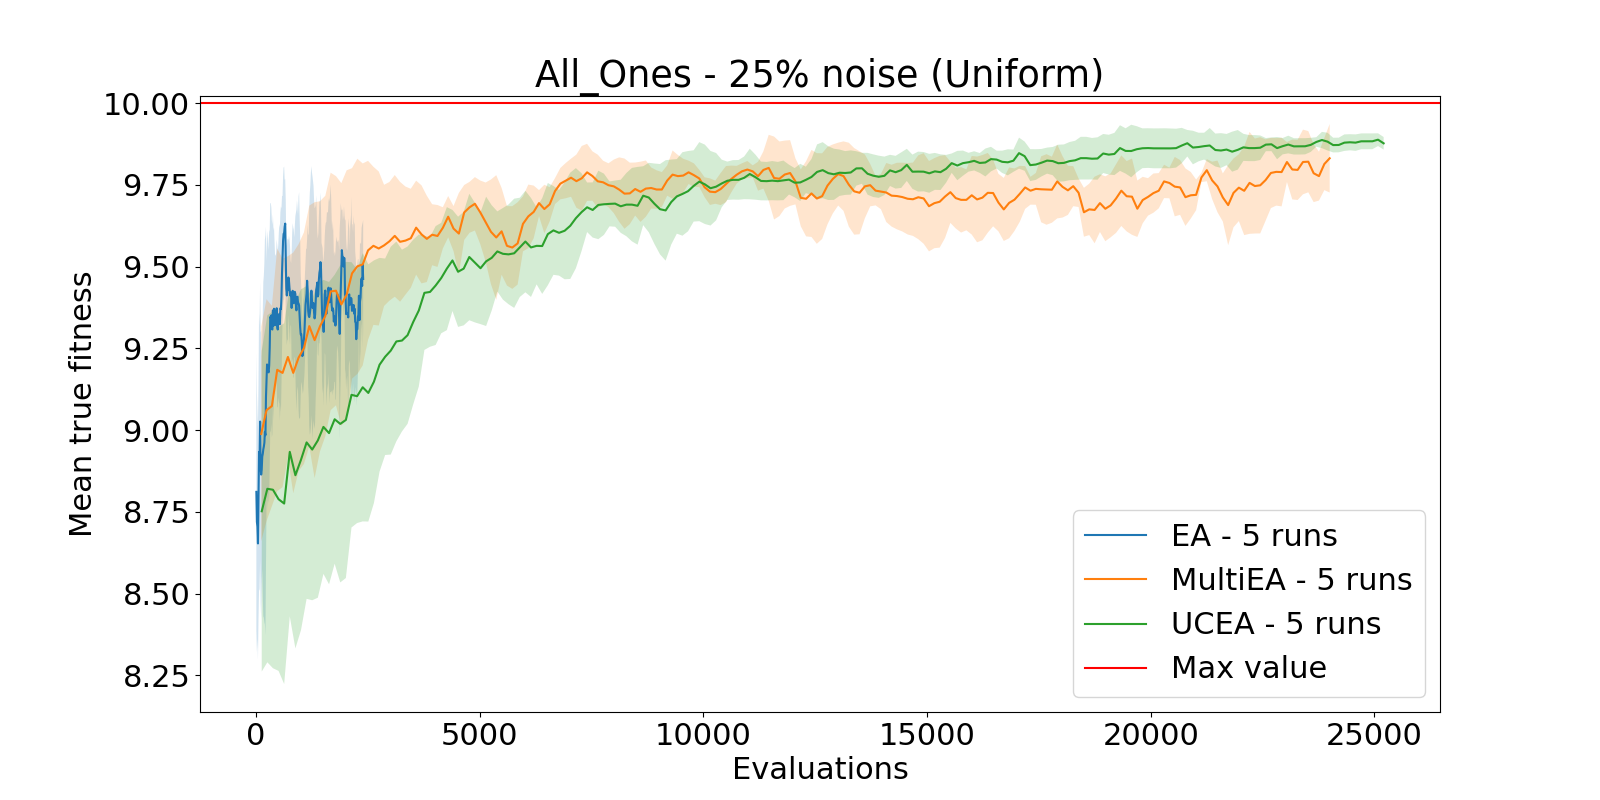 All_Ones - 25% noise (Uniform)
Mean true fitness
10.00
9.75
9.50
9.25
9.00
8.75
8.50
8.25
0 5000 10000 15000 20000 25000
Evaluations
EA - 5 runs
MultiEA - 5 runs
UCEA - 5 runs
Max value